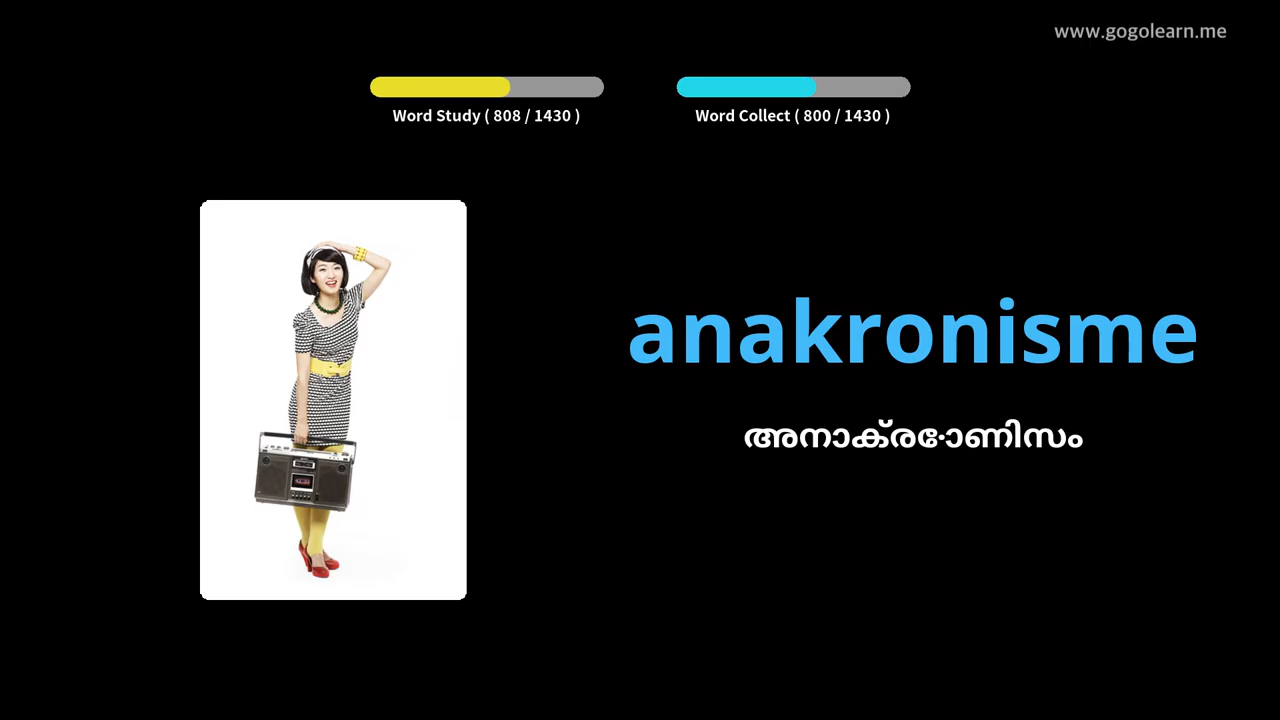 www.gogolearn.me
Word Study ( 808 / 1430 )
Word Collect ( 800 / 1430 )
anakronisme
അനാക്രോണിസം